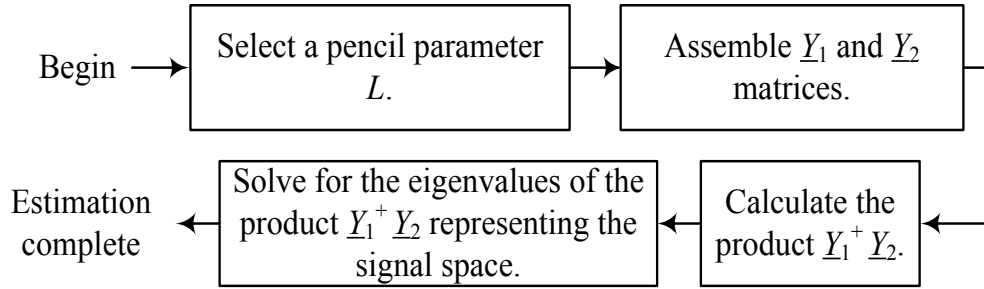 Begin
Select a pencil parameter
L.
Assemble Y₁ and Y₂
matrices.
Calculate the
product Y₁⁺ Y₂.
Solve for the eigenvalues of the
product Y₁⁺ Y₂ representing the
signal space.
Estimation
complete